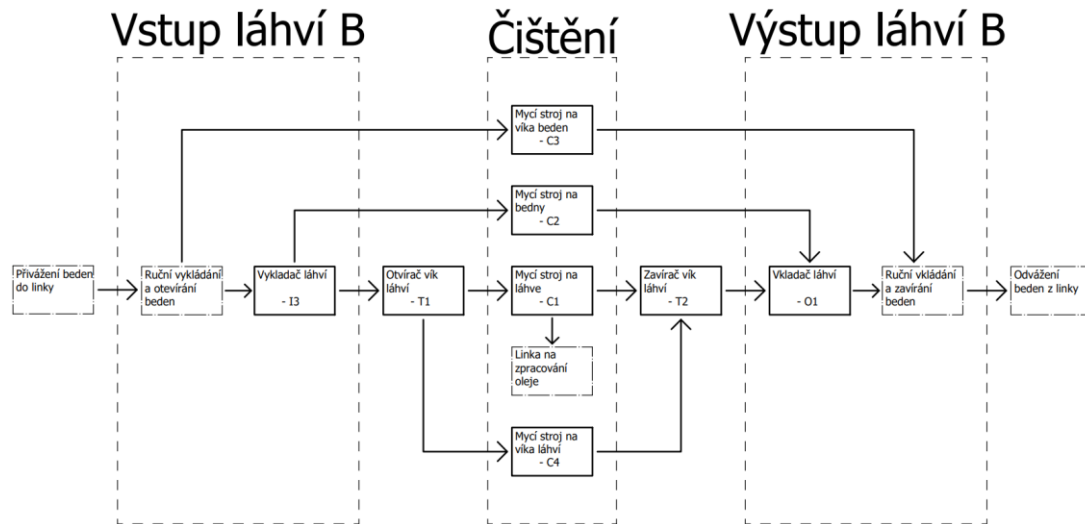 Vstup láhví B
Čištění
Výstup láhví B
Mycí stroj na
víka beden
- C3
Mycí stroj na
bedny
- C2
Přivážení beden
do linky
Ruční vykládání
a otevírání
beden
Vykladač láhví
- I3
Otvírač vík
láhví
- T1
Mycí stroj na
láhve
- C1
Zavírač vík
láhví
- T2
Vkladač láhví
- O1
Ruční vkládání
a zavírání
beden
Odvážení
beden z linky
Linka na
zpracování
oleje
Mycí stroj na
víka láhví
- C4